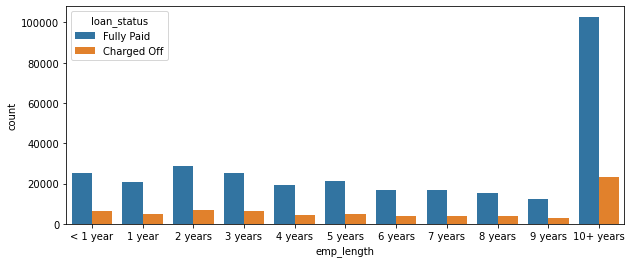 loan_status
Fully Paid
Charged Off
100000
80000
60000
40000
20000
0
count
< 1 year 1 year 2 years 3 years 4 years 5 years 6 years 7 years 8 years 9 years 10+ years
emp_length